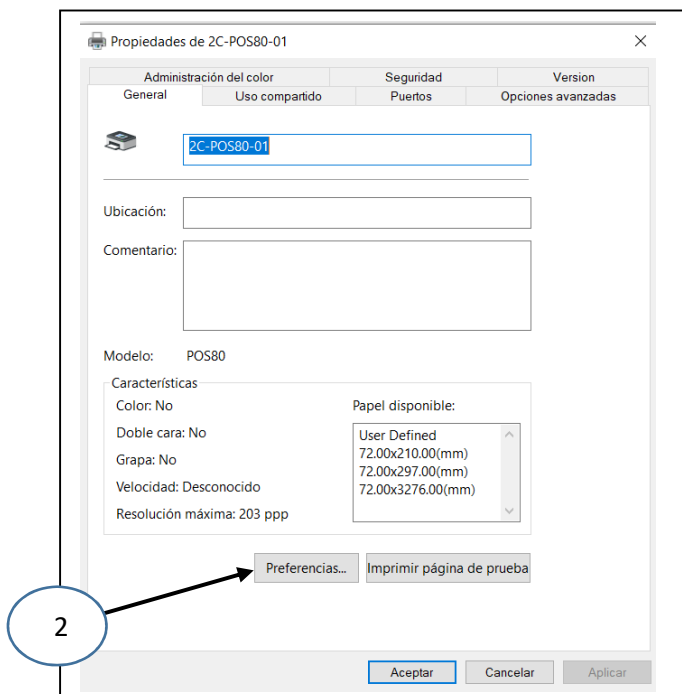 Propiedades de 2C-POS80-01
Administración del color Seguridad Version
General Uso compartido Puertos Opciones avanzadas
2C-POS80-01
Ubicación:
Comentario:
Modelo: POS80
Características
Color: No
Doble cara: No
Grapa: No
Velocidad: Desconocido
Resolución máxima: 203 ppp
Papel disponible:
User Defined
72.00x210.00(mm)
72.00x297.00(mm)
72.00x3276.00(mm)
Preferencias... Imprimir página de prueba
2
Aceptar Cancelar Aplicar